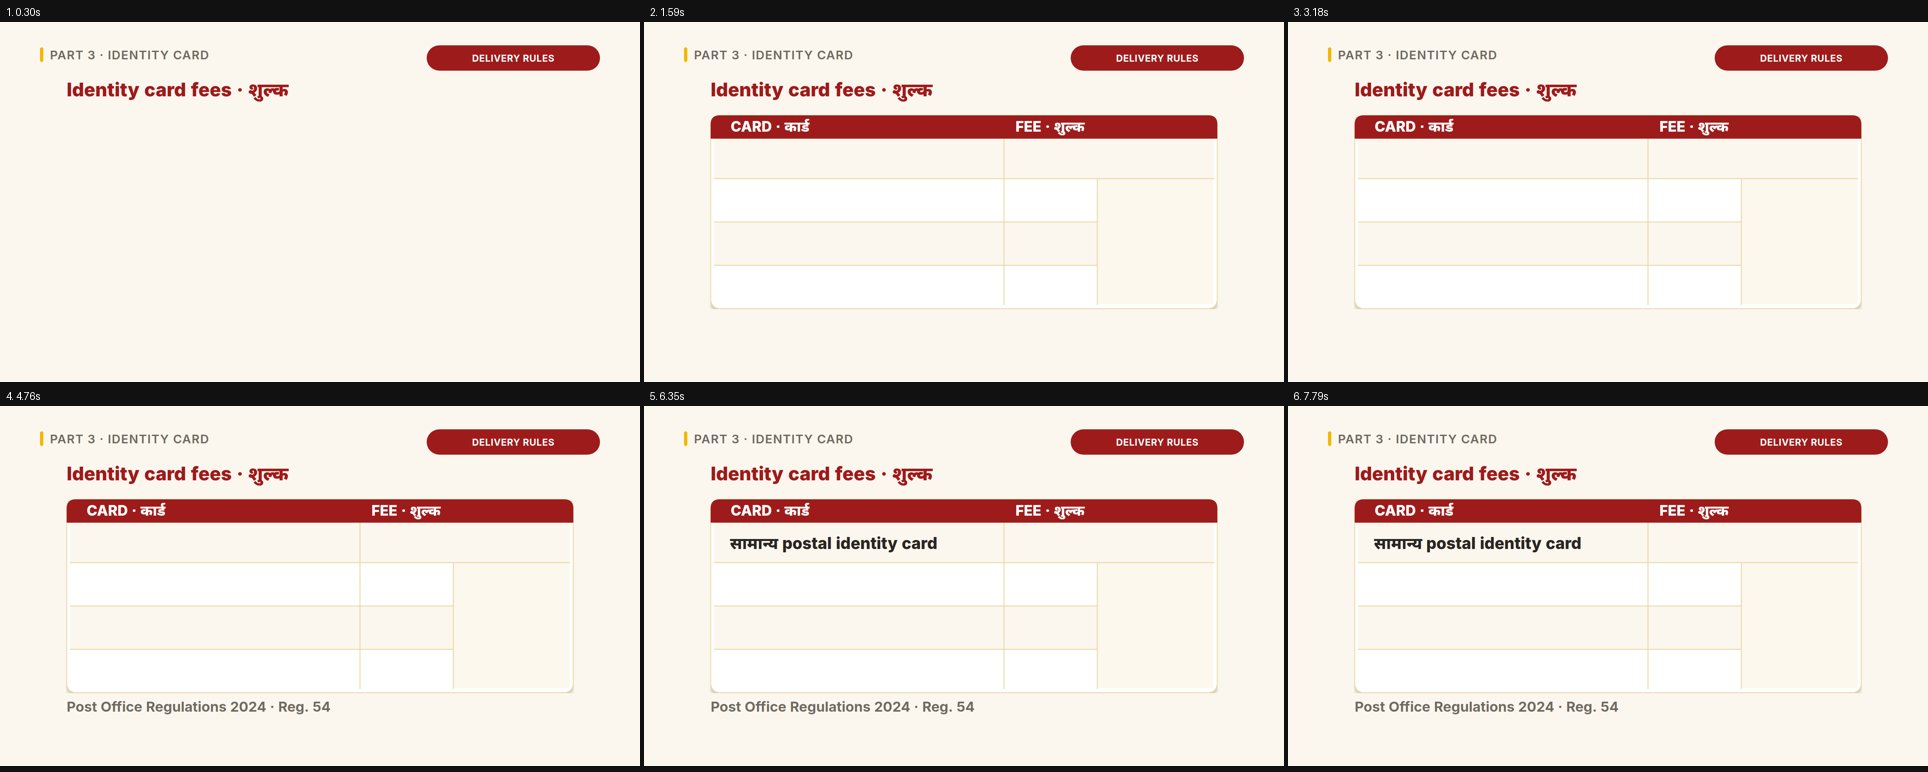 1. 0.30s
PART 3 · IDENTITY CARD
DELIVERY RULES
Identity card fees · शुल्क
2. 1.59s
PART 3 · IDENTITY CARD
DELIVERY RULES
Identity card fees · शुल्क
CARD · कार्ड FEE · शुल्क
3. 3.18s
PART 3 · IDENTITY CARD
DELIVERY RULES
Identity card fees · शुल्क
CARD · कार्ड FEE · शुल्क
4. 4.76s
PART 3 · IDENTITY CARD
DELIVERY RULES
Identity card fees · शुल्क
CARD · कार्ड FEE · शुल्क
Post Office Regulations 2024 · Reg. 54
5. 6.35s
PART 3 · IDENTITY CARD
DELIVERY RULES
Identity card fees · शुल्क
CARD · कार्ड FEE · शुल्क
सामान्य postal identity card
Post Office Regulations 2024 · Reg. 54
6. 7.79s
PART 3 · IDENTITY CARD
DELIVERY RULES
Identity card fees · शुल्क
CARD · कार्ड FEE · शुल्क
सामान्य postal identity card
Post Office Regulations 2024 · Reg. 54